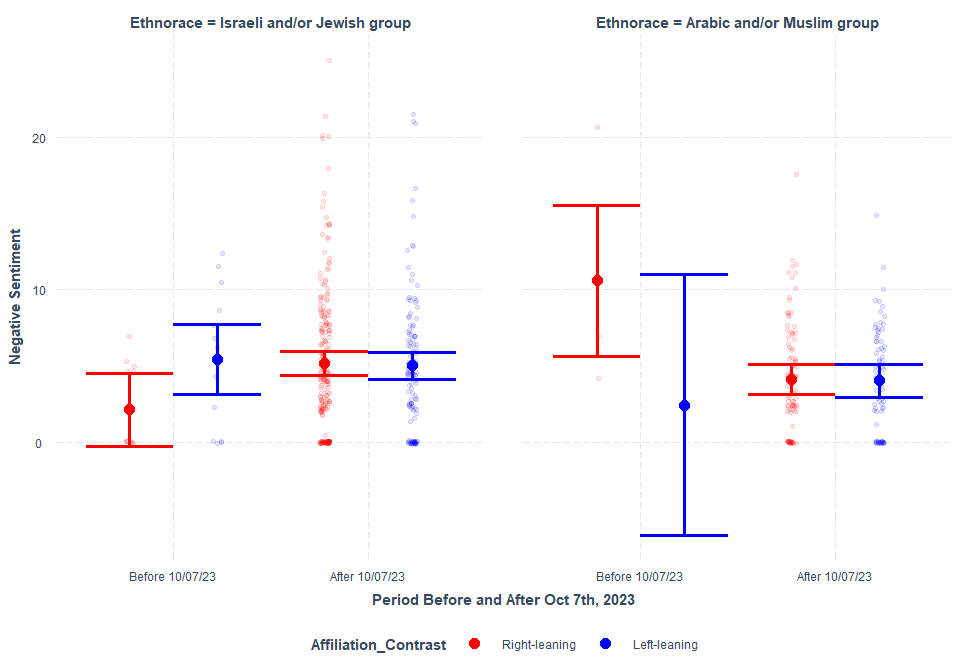 Ethnorace = Israeli and/or Jewish group
Ethnorace = Arabic and/or Muslim group
20
10
0
Negative Sentiment
Before 10/07/23
After 10/07/23
Before 10/07/23
After 10/07/23
Period Before and After Oct 7th, 2023
Affiliation_Contrast
Right-leaning
Left-leaning